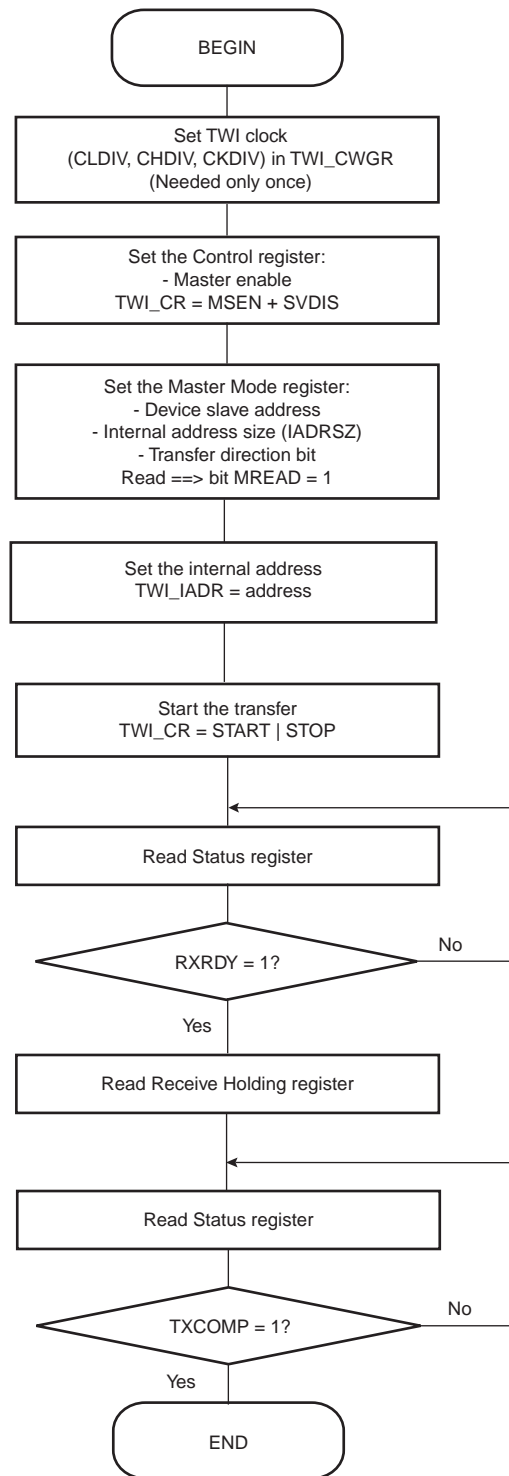 BEGIN
Set TWI clock
(CLDIV, CHDIV, CKDIV) in TWI_CWGR
(Needed only once)
Set the Control register:
- Master enable
TWI_CR = MSEN + SVDIS
Set the Master Mode register:
- Device slave address
- Internal address size (IADRSZ)
- Transfer direction bit
Read ==> bit MREAD = 1
Set the internal address
TWI_IADR = address
Start the transfer
TWI_CR = START | STOP
Read Status register
RXRDY = 1?
No
Yes
Read Receive Holding register
Read Status register
TXCOMP = 1?
No
Yes
END